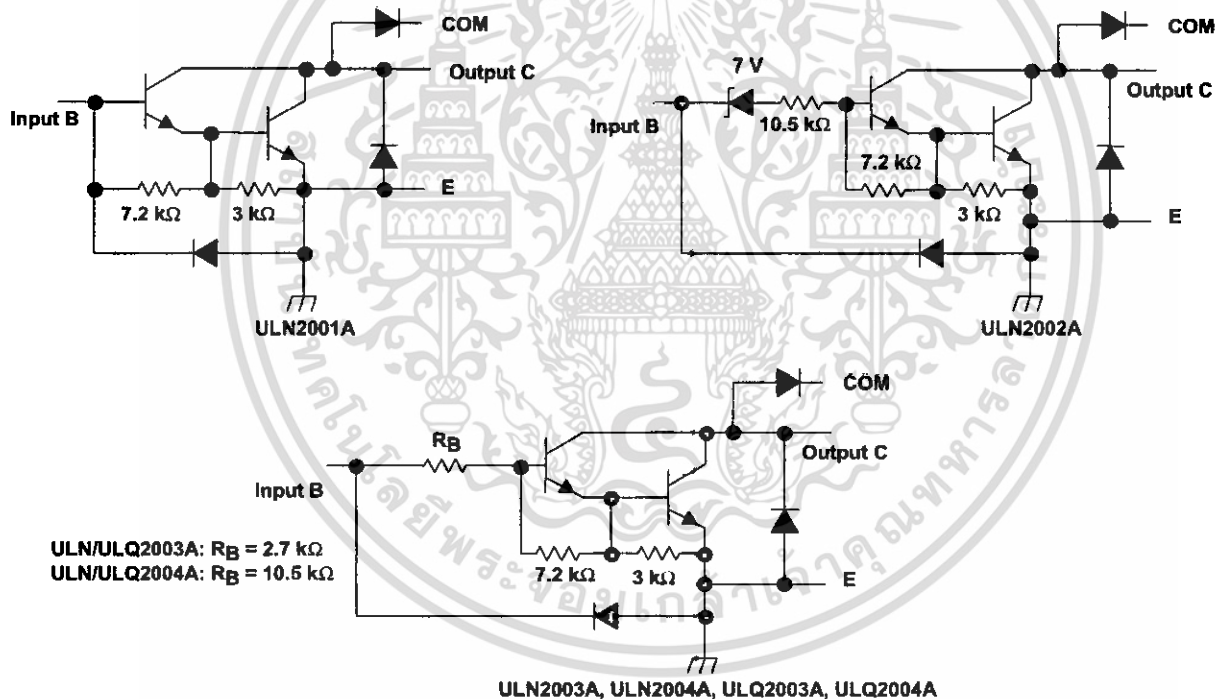 COM
Output C
Input B
7.2 kΩ
3 kΩ
E
ULN2001A
COM
7 V
Output C
Input B
10.5 kΩ
7.2 kΩ
3 kΩ
E
ULN2002A
COM
RB
Output C
Input B
ULN/ULQ2003A: RB = 2.7 kΩ
ULN/ULQ2004A: RB = 10.5 kΩ
7.2 kΩ
3 kΩ
E
ULN2003A, ULN2004A, ULQ2003A, ULQ2004A